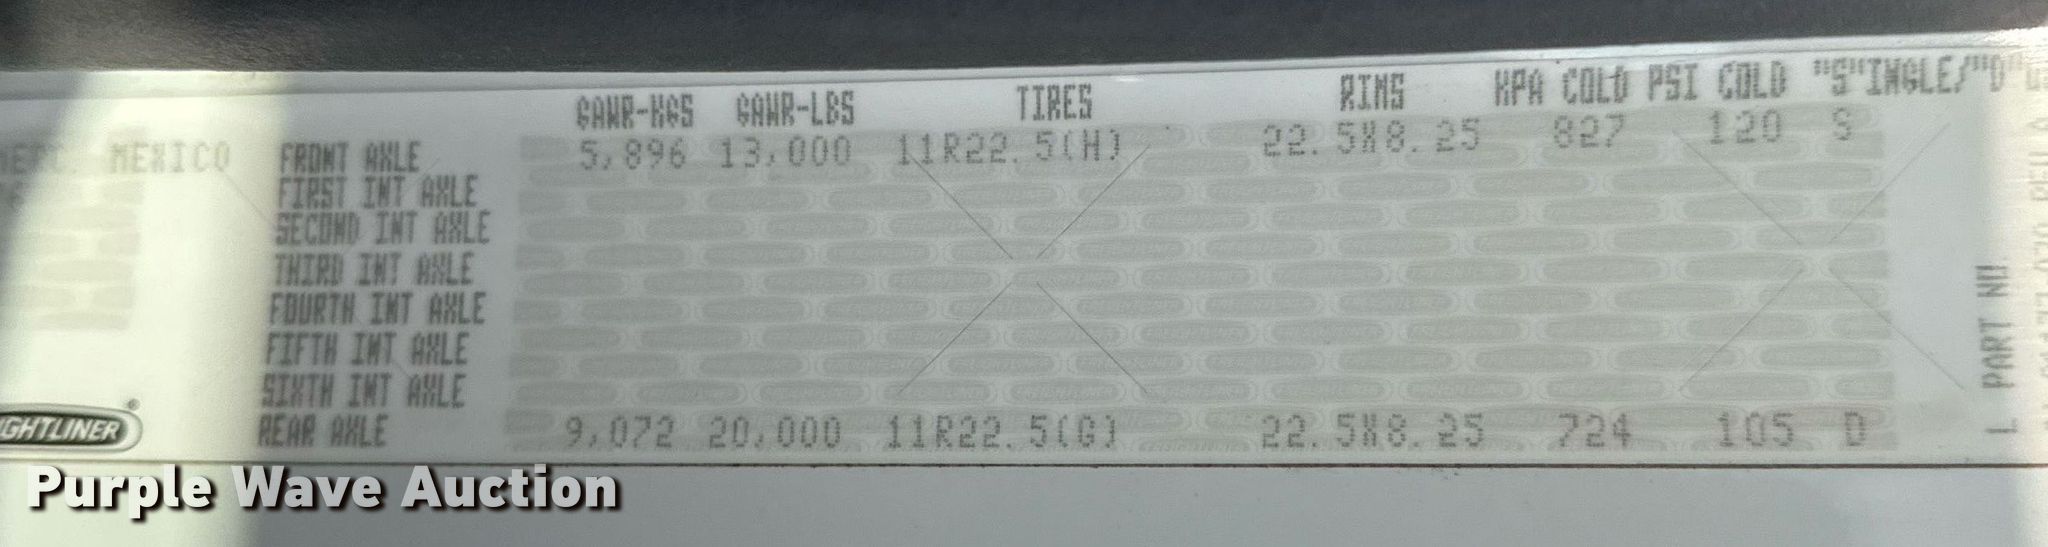 GAWR-KGS GAWR-LBS TIRES RIMS KPA COLD PSI COLD "S"INGLE/"D"
MERC. MEXICO FRONT AXLE 5,896 13,000 11R22.5(H) 22.5X8.25 827 120 S
FIRST INT AXLE
SECOND INT AXLE
THIRD INT AXLE
FOURTH INT AXLE
FIFTH INT AXLE
SIXTH INT AXLE
REAR AXLE 9,072 20,000 11R22.5(G) 22.5X8.25 724 105 D
IGHTLINER
PART NO.
Purple Wave Auction